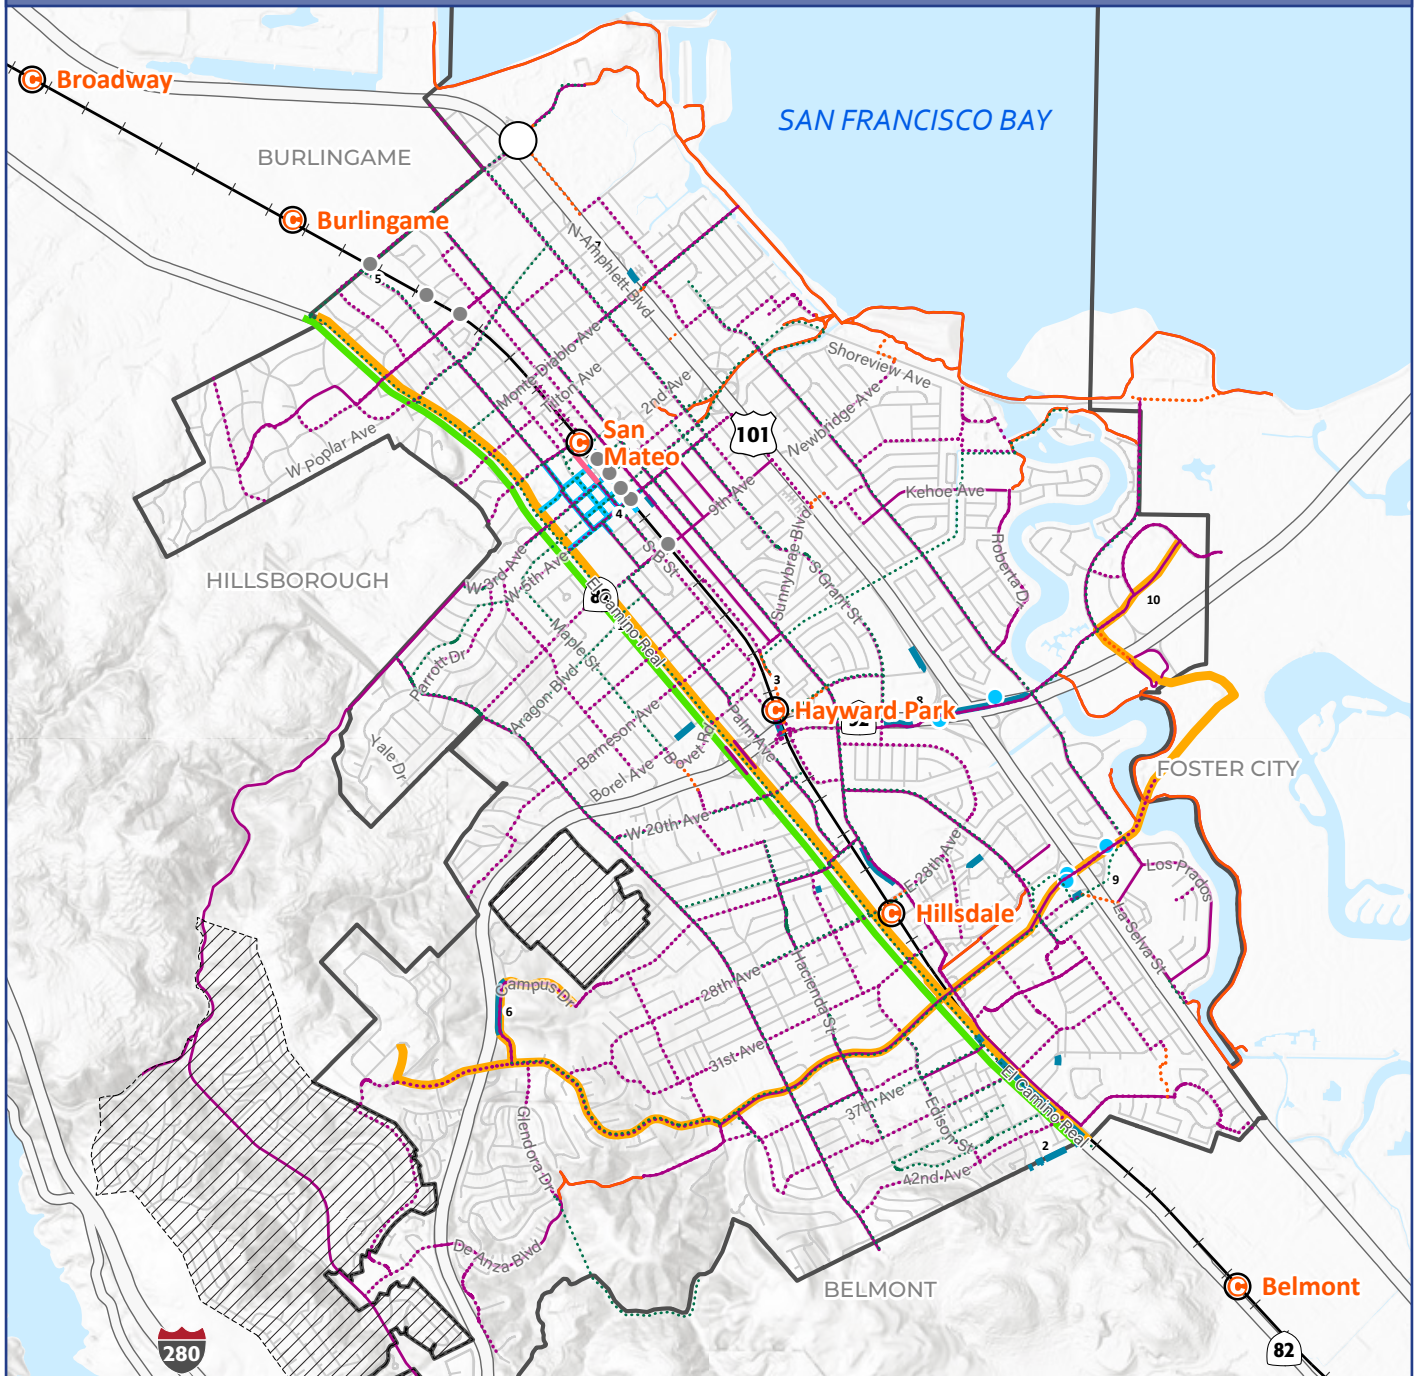 Broadway
SAN FRANCISCO BAY
BURLINGAME
Burlingame
7
N Amphlett Blvd
5
Monte Diablo Ave
Tilton Ave
2nd Ave
Shoreview Ave
Newbridge Ave
101
San
Mateo
W Poplar Ave
9th Ave
Kehoe Ave
4
Sunnybrae Blvd
S Grant St
Roberta Dr
S B St
W 3rd Ave
W 5th Ave
HILLSBOROUGH
El Camino Real
10
Maple St
Parrott Dr
Aragon Blvd
3
8
Hayward Park
92
Palm Ave
Barneson Ave
Bovet Rd
Yale Dr
Borel Ave
FOSTER CITY
W 20th Ave
E 28th Ave
9
Los Prados
Hillsdale
La Selva St
28th Ave
Hacienda St
Campus Dr
6
31st Ave
El Camino Real
37th Ave
Edison St
Glendora Dr
2
42nd Ave
De Anza Blvd
BELMONT
Belmont
280
82